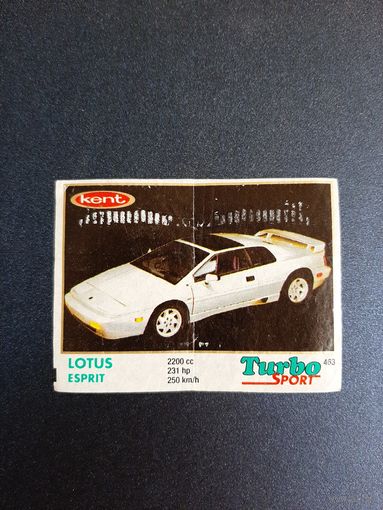 kent
LOTUS
ESPRIT
2200 cc
231 hp
250 km/h
Turbo
SPORT
463